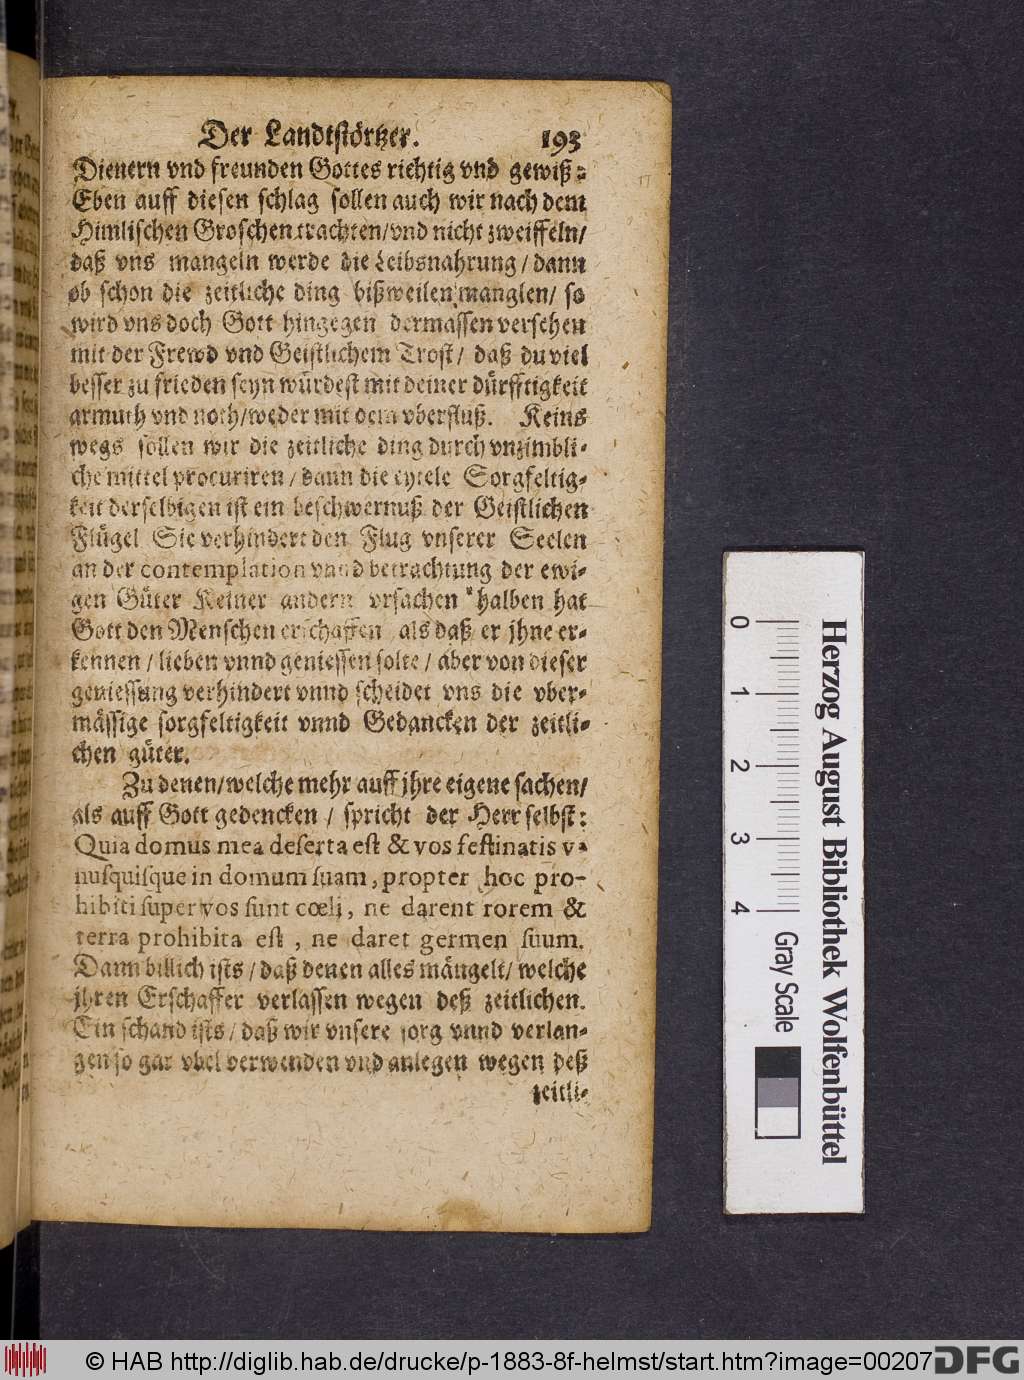 Der Landtstörtzer. 193
Dienern vnd freunden Gottes richtig vnd gewiß:
Eben auff diesen schlag sollen auch wir nach dem
Himlischen Groschen trachten/vnd nicht zweiffeln/
daß vns mangeln werde die Leibsnahrung/dann
ob schon die zeitliche ding bißweilen manglen/ so
wird vns doch Gott hingegen dermassen versehen
mit der Frewd vnd Geistlichem Trost/ daß du viel
besser zu frieden seyn würdest mit deiner dürfftigkeit
armuth vnd noth/weder mit dem vberfluß. Keins
wegs sollen wir die zeitliche ding durch vnzimbli-
che mittel procuriren/dann die eytele Sorgfeltig-
keit derselbigen ist ein beschwernuß der Geistlichen
Flügel Sie verhindert den Flug vnserer Seelen
an der contemplation vnnd betrachtung der ewi-
gen Güter Keiner andern vrsachen halben hat
Gott den Menschen erschaffen als daß er jhne er-
kennen/lieben vnnd geniessen solte/ aber von dieser
geniessung verhindert vnnd scheidet vns die vber-
mässige sorgfeltigkeit vnnd Gedancken der zeitli-
chen güter.
Zu denen/welche mehr auff jhre eigene sachen/
als auff Gott gedencken / spricht der Herr selbst:
Quia domus mea deserta est & vos festinatis v-
nusquisque in domum suam, propter hoc pro-
hibiti super vos sunt cœli, ne darent rorem &
terra prohibita est, ne daret germen suum.
Dann billich ists/daß denen alles mängelt/welche
jhren Erschaffer verlassen wegen deß zeitlichen.
Ein schand ists/daß wir vnsere sorg vnnd verlan-
gen so gar vbel verwenden vnd anlegen wegen deß
zeitli-
0 1 2 3 4 Gray Scale
Herzog August Bibliothek Wolfenbüttel
© HAB http://diglib.hab.de/drucke/p-1883-8f-helmst/start.htm?image=00207
DFG